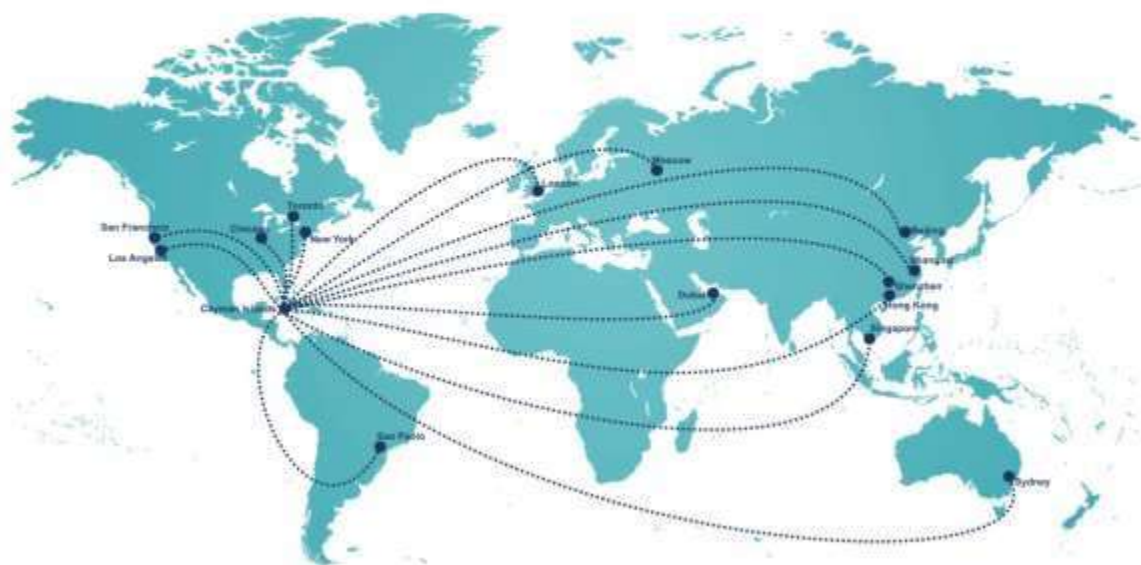 Moscow
London
Toronto
San Francisco
Chicago
New York
Beijing
Los Angeles
Shanghai
Shenzhen
Dubai
Hong Kong
Cayman Islands
Singapore
Sao Paolo
Sydney